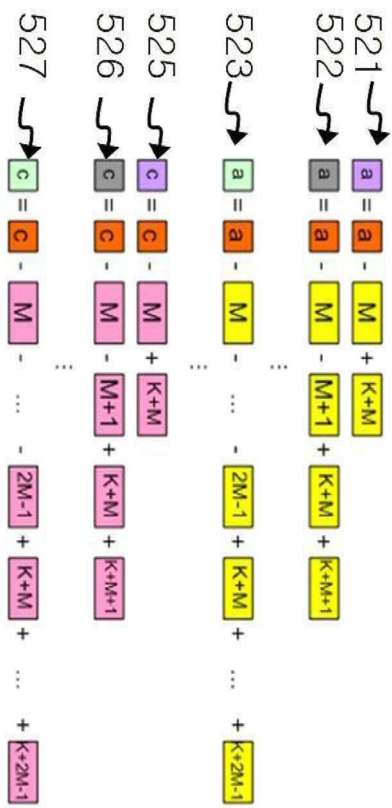 521 a = a - M + K+M
522 a = a - M - M+1 + K+M + K+M+1
...
523 a = a - M - ... - 2M-1 + K+M + ... + K+2M-1
...
525 c = c - M + K+M
526 c = c - M - M+1 + K+M + K+M+1
...
527 c = c - M - ... - 2M-1 + K+M + ... + K+2M-1